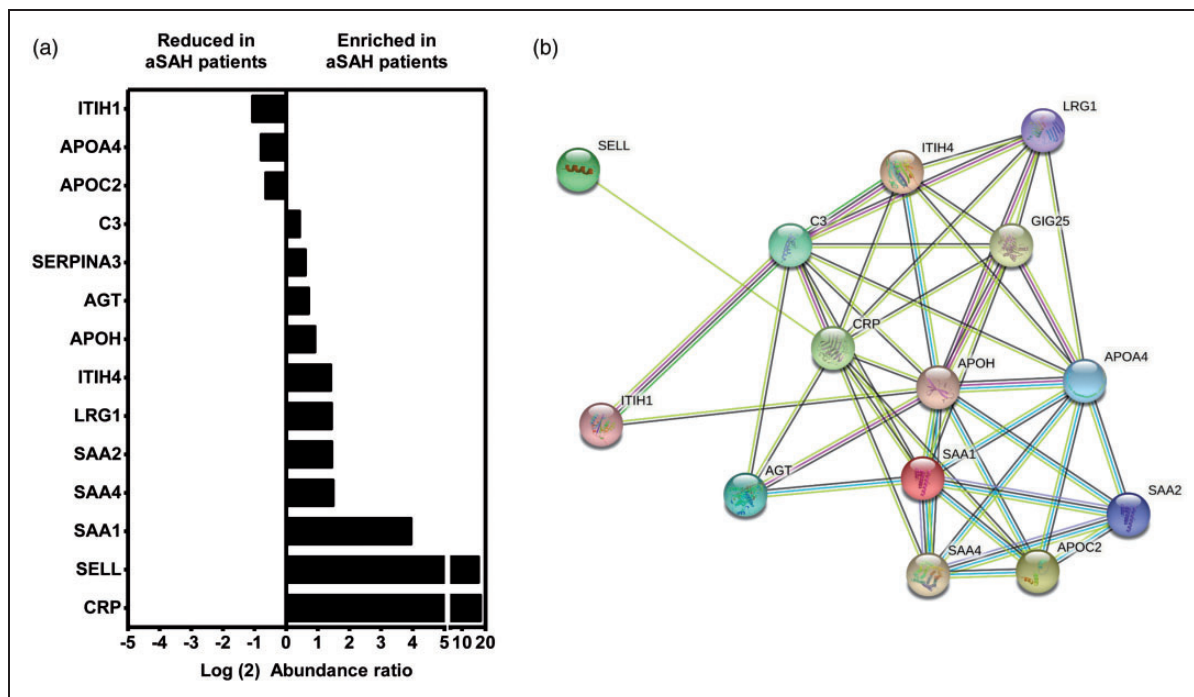 (a)
Reduced in
aSAH patients
Enriched in
aSAH patients
ITIH1
APOA4
APOC2
C3
SERPINA3
AGT
APOH
ITIH4
LRG1
SAA2
SAA4
SAA1
SELL
CRP
-5 -4 -3 -2 -1 0 1 2 3 4 5 10 20
Log (2) Abundance ratio
(b)
LRG1
SELL
ITIH4
GIG25
C3
CRP
APOH
APOA4
ITIH1
SAA1
AGT
SAA2
SAA4
APOC2